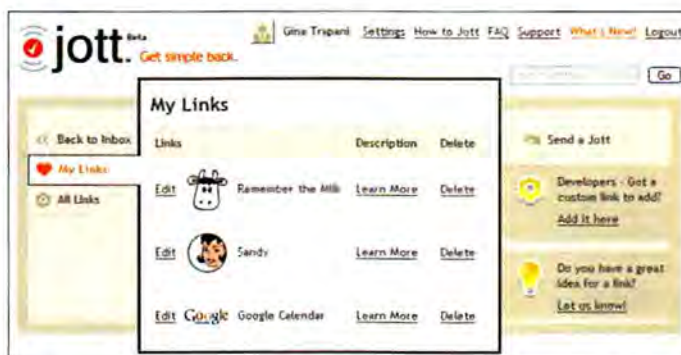 jott. Beta
Get simple back.
Gina Trapani Settings How to Jott FAQ Support What's New! Logout
Go
My Links
<< Back to Inbox
My Links
All Links
Links Description Delete
Edit Remember the Milk Learn More Delete
Edit Sandy Learn More Delete
Edit Google Google Calendar Learn More Delete
Send a Jott
Developers - Got a
custom link to add?
Add it here
Do you have a great
idea for a link?
Let us know!